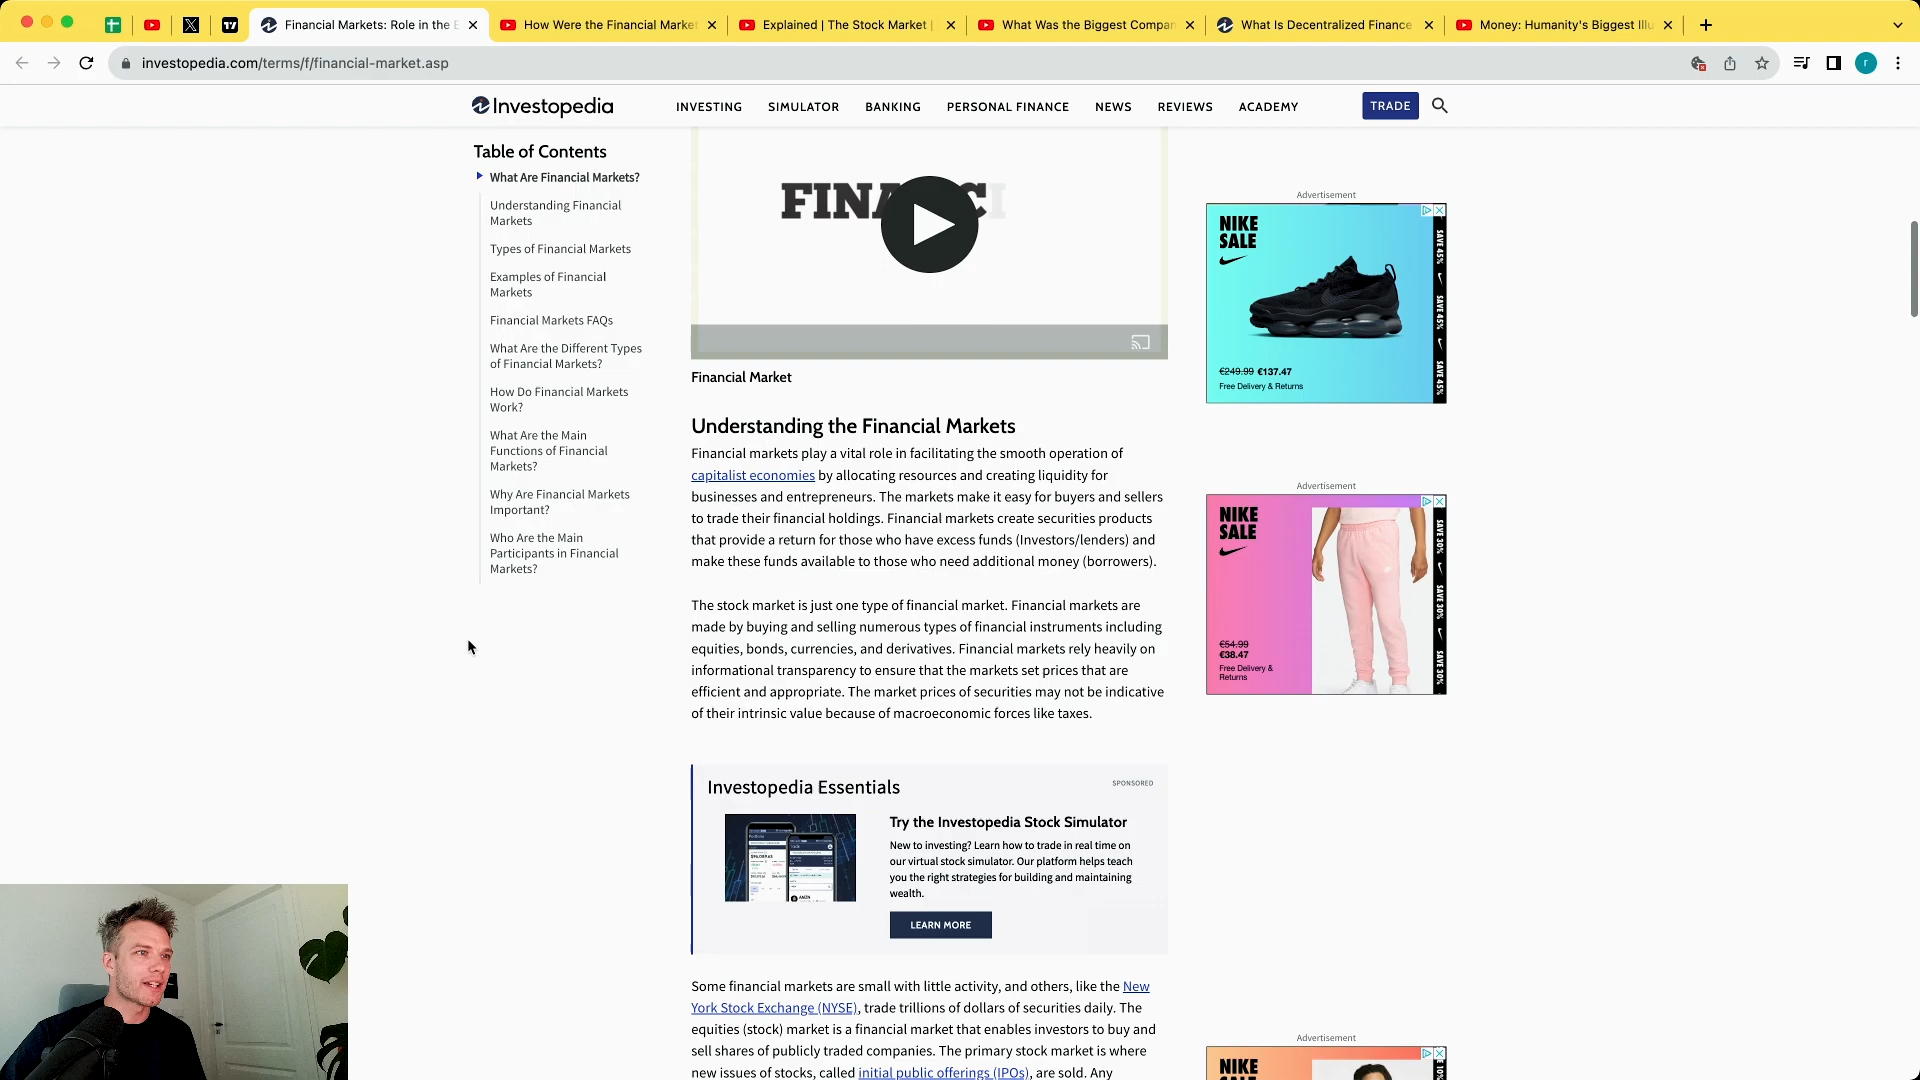 Financial Markets: Role in the E
How Were the Financial Market
Explained | The Stock Market |
What Was the Biggest Compan
What Is Decentralized Finance
Money: Humanity's Biggest Illu
investopedia.com/terms/f/financial-market.asp
r
Investopedia
INVESTING
SIMULATOR
BANKING
PERSONAL FINANCE
NEWS
REVIEWS
ACADEMY
TRADE
Table of Contents
What Are Financial Markets?
Understanding Financial
Markets
Types of Financial Markets
Examples of Financial
Markets
Financial Markets FAQs
What Are the Different Types
of Financial Markets?
How Do Financial Markets
Work?
What Are the Main
Functions of Financial
Markets?
Why Are Financial Markets
Important?
Who Are the Main
Participants in Financial
Markets?
Financial Market
Understanding the Financial Markets
Financial markets play a vital role in facilitating the smooth operation of
capitalist economies by allocating resources and creating liquidity for
businesses and entrepreneurs. The markets make it easy for buyers and sellers
to trade their financial holdings. Financial markets create securities products
that provide a return for those who have excess funds (Investors/lenders) and
make these funds available to those who need additional money (borrowers).
The stock market is just one type of financial market. Financial markets are
made by buying and selling numerous types of financial instruments including
equities, bonds, currencies, and derivatives. Financial markets rely heavily on
informational transparency to ensure that the markets set prices that are
efficient and appropriate. The market prices of securities may not be indicative
of their intrinsic value because of macroeconomic forces like taxes.
Investopedia Essentials
SPONSORED
Try the Investopedia Stock Simulator
New to investing? Learn how to trade in real time on
our virtual stock simulator. Our platform helps teach
you the right strategies for building and maintaining
wealth.
LEARN MORE
Some financial markets are small with little activity, and others, like the New
York Stock Exchange (NYSE), trade trillions of dollars of securities daily. The
equities (stock) market is a financial market that enables investors to buy and
sell shares of publicly traded companies. The primary stock market is where
new issues of stocks, called initial public offerings (IPOs), are sold. Any
Advertisement
NIKE
SALE
€249.99 €137.47
Free Delivery & Returns
SAVE 45%
SAVE 45%
SAVE 45%
Advertisement
NIKE
SALE
€54.99
€38.47
Free Delivery &
Returns
SAVE 30%
SAVE 30%
SAVE 30%
Advertisement
NIKE